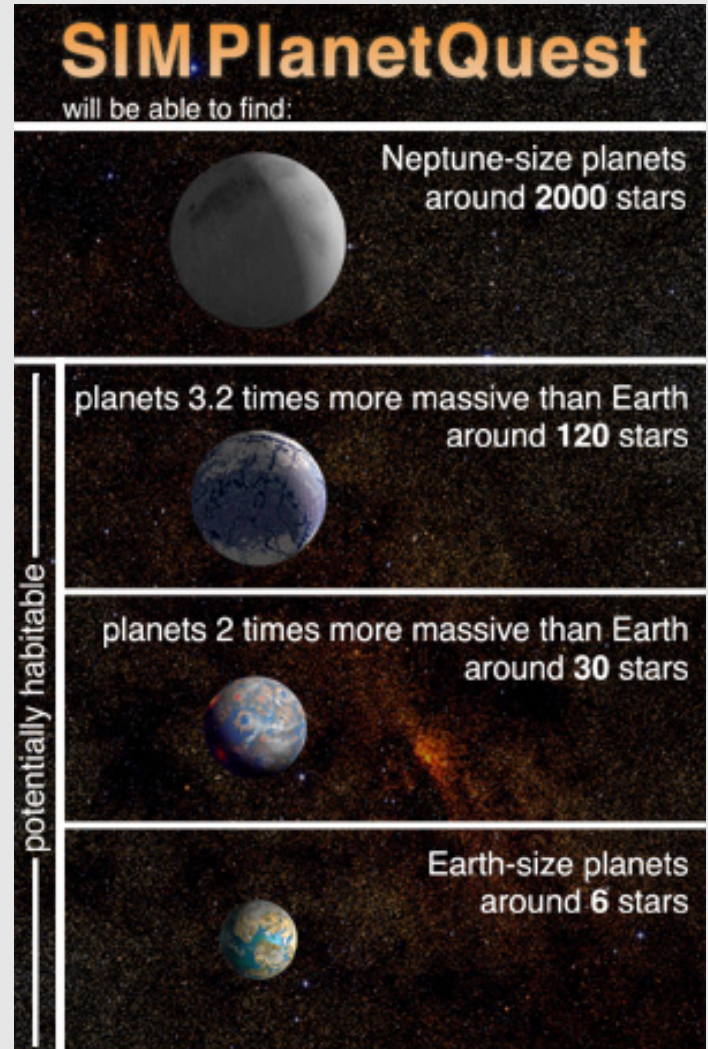 SIM PlanetQuest
will be able to find:
Neptune-size planets
around 2000 stars
potentially habitable
planets 3.2 times more massive than Earth
around 120 stars
planets 2 times more massive than Earth
around 30 stars
Earth-size planets
around 6 stars